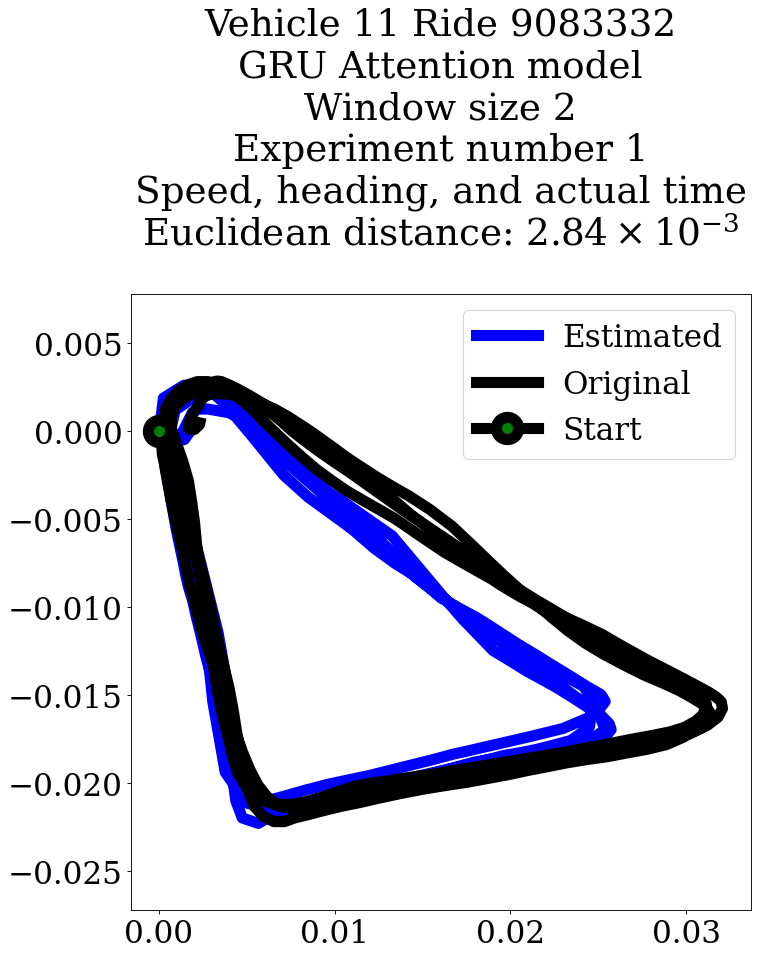 Vehicle 11 Ride 9083332
GRU Attention model
Window size 2
Experiment number 1
Speed, heading, and actual time
Euclidean distance: 2.84 × 10⁻³
Estimated
Original
Start
0.005
0.000
−0.005
−0.010
−0.015
−0.020
−0.025
0.00 0.01 0.02 0.03